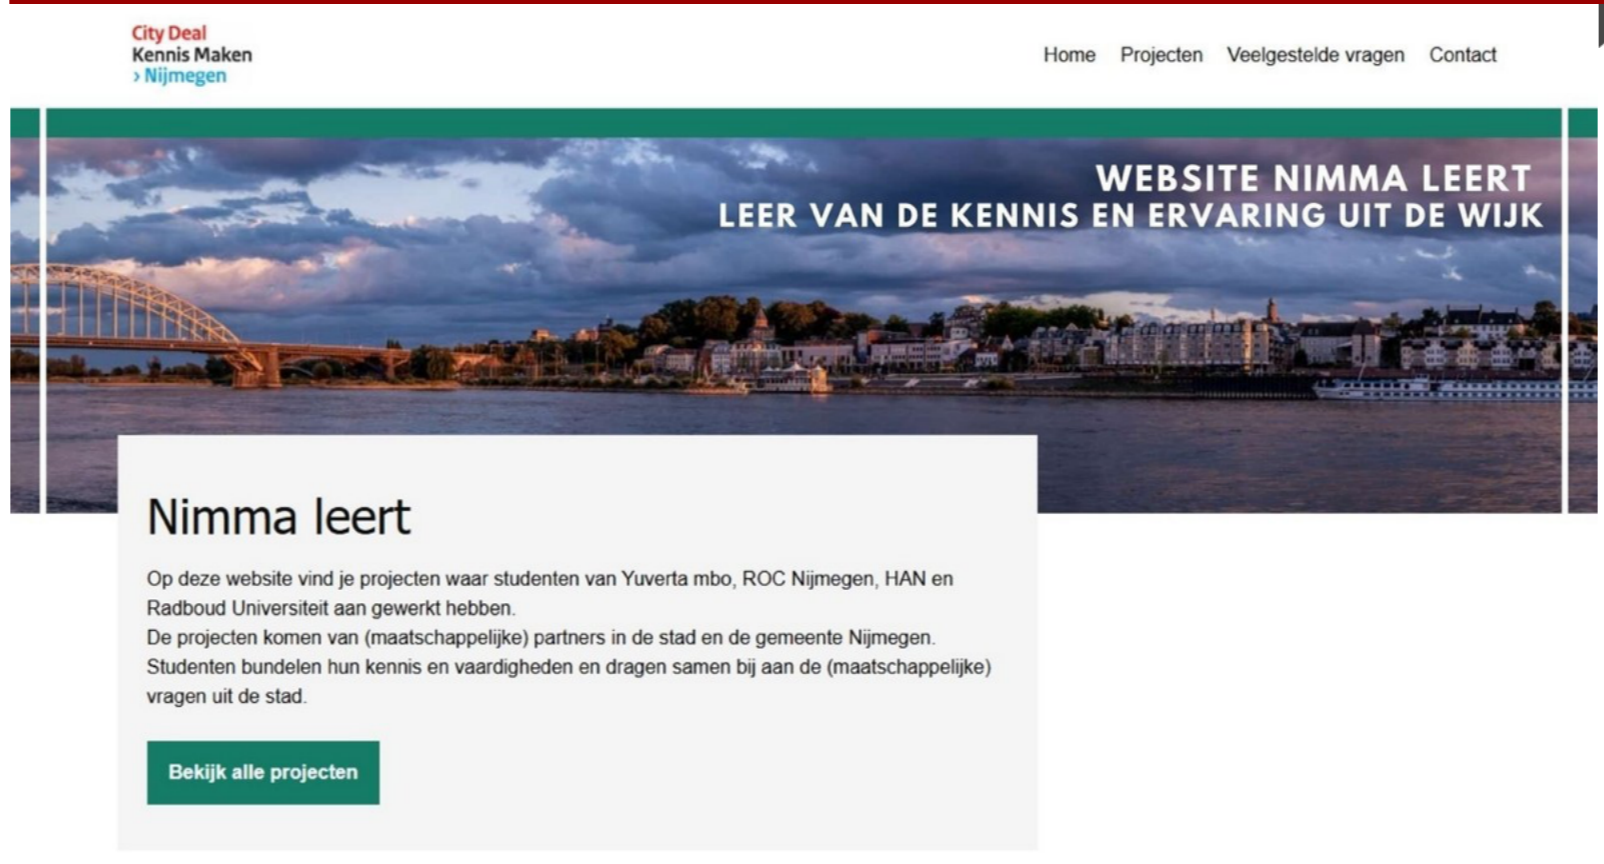 City Deal
Kennis Maken
› Nijmegen
Home Projecten Veelgestelde vragen Contact
WEBSITE NIMMA LEERT
LEER VAN DE KENNIS EN ERVARING UIT DE WIJK
Nimma leert
Op deze website vind je projecten waar studenten van Yuverta mbo, ROC Nijmegen, HAN en
Radboud Universiteit aan gewerkt hebben.
De projecten komen van (maatschappelijke) partners in de stad en de gemeente Nijmegen.
Studenten bundelen hun kennis en vaardigheden en dragen samen bij aan de (maatschappelijke)
vragen uit de stad.
Bekijk alle projecten